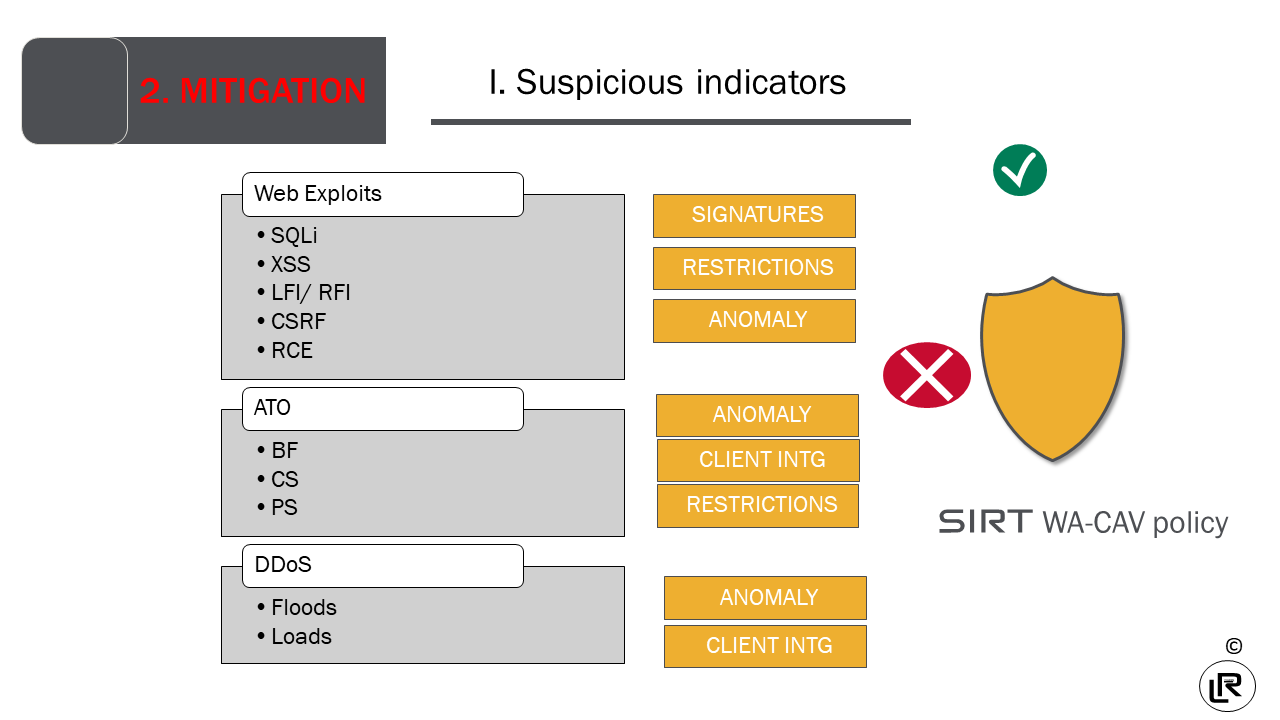 2. MITIGATION
I. Suspicious indicators
Web Exploits
• SQLi
• XSS
• LFI/ RFI
• CSRF
• RCE
SIGNATURES
RESTRICTIONS
ANOMALY
ATO
• BF
• CS
• PS
ANOMALY
CLIENT INTG
RESTRICTIONS
DDoS
• Floods
• Loads
ANOMALY
CLIENT INTG
SIRT WA-CAV policy
©
LR